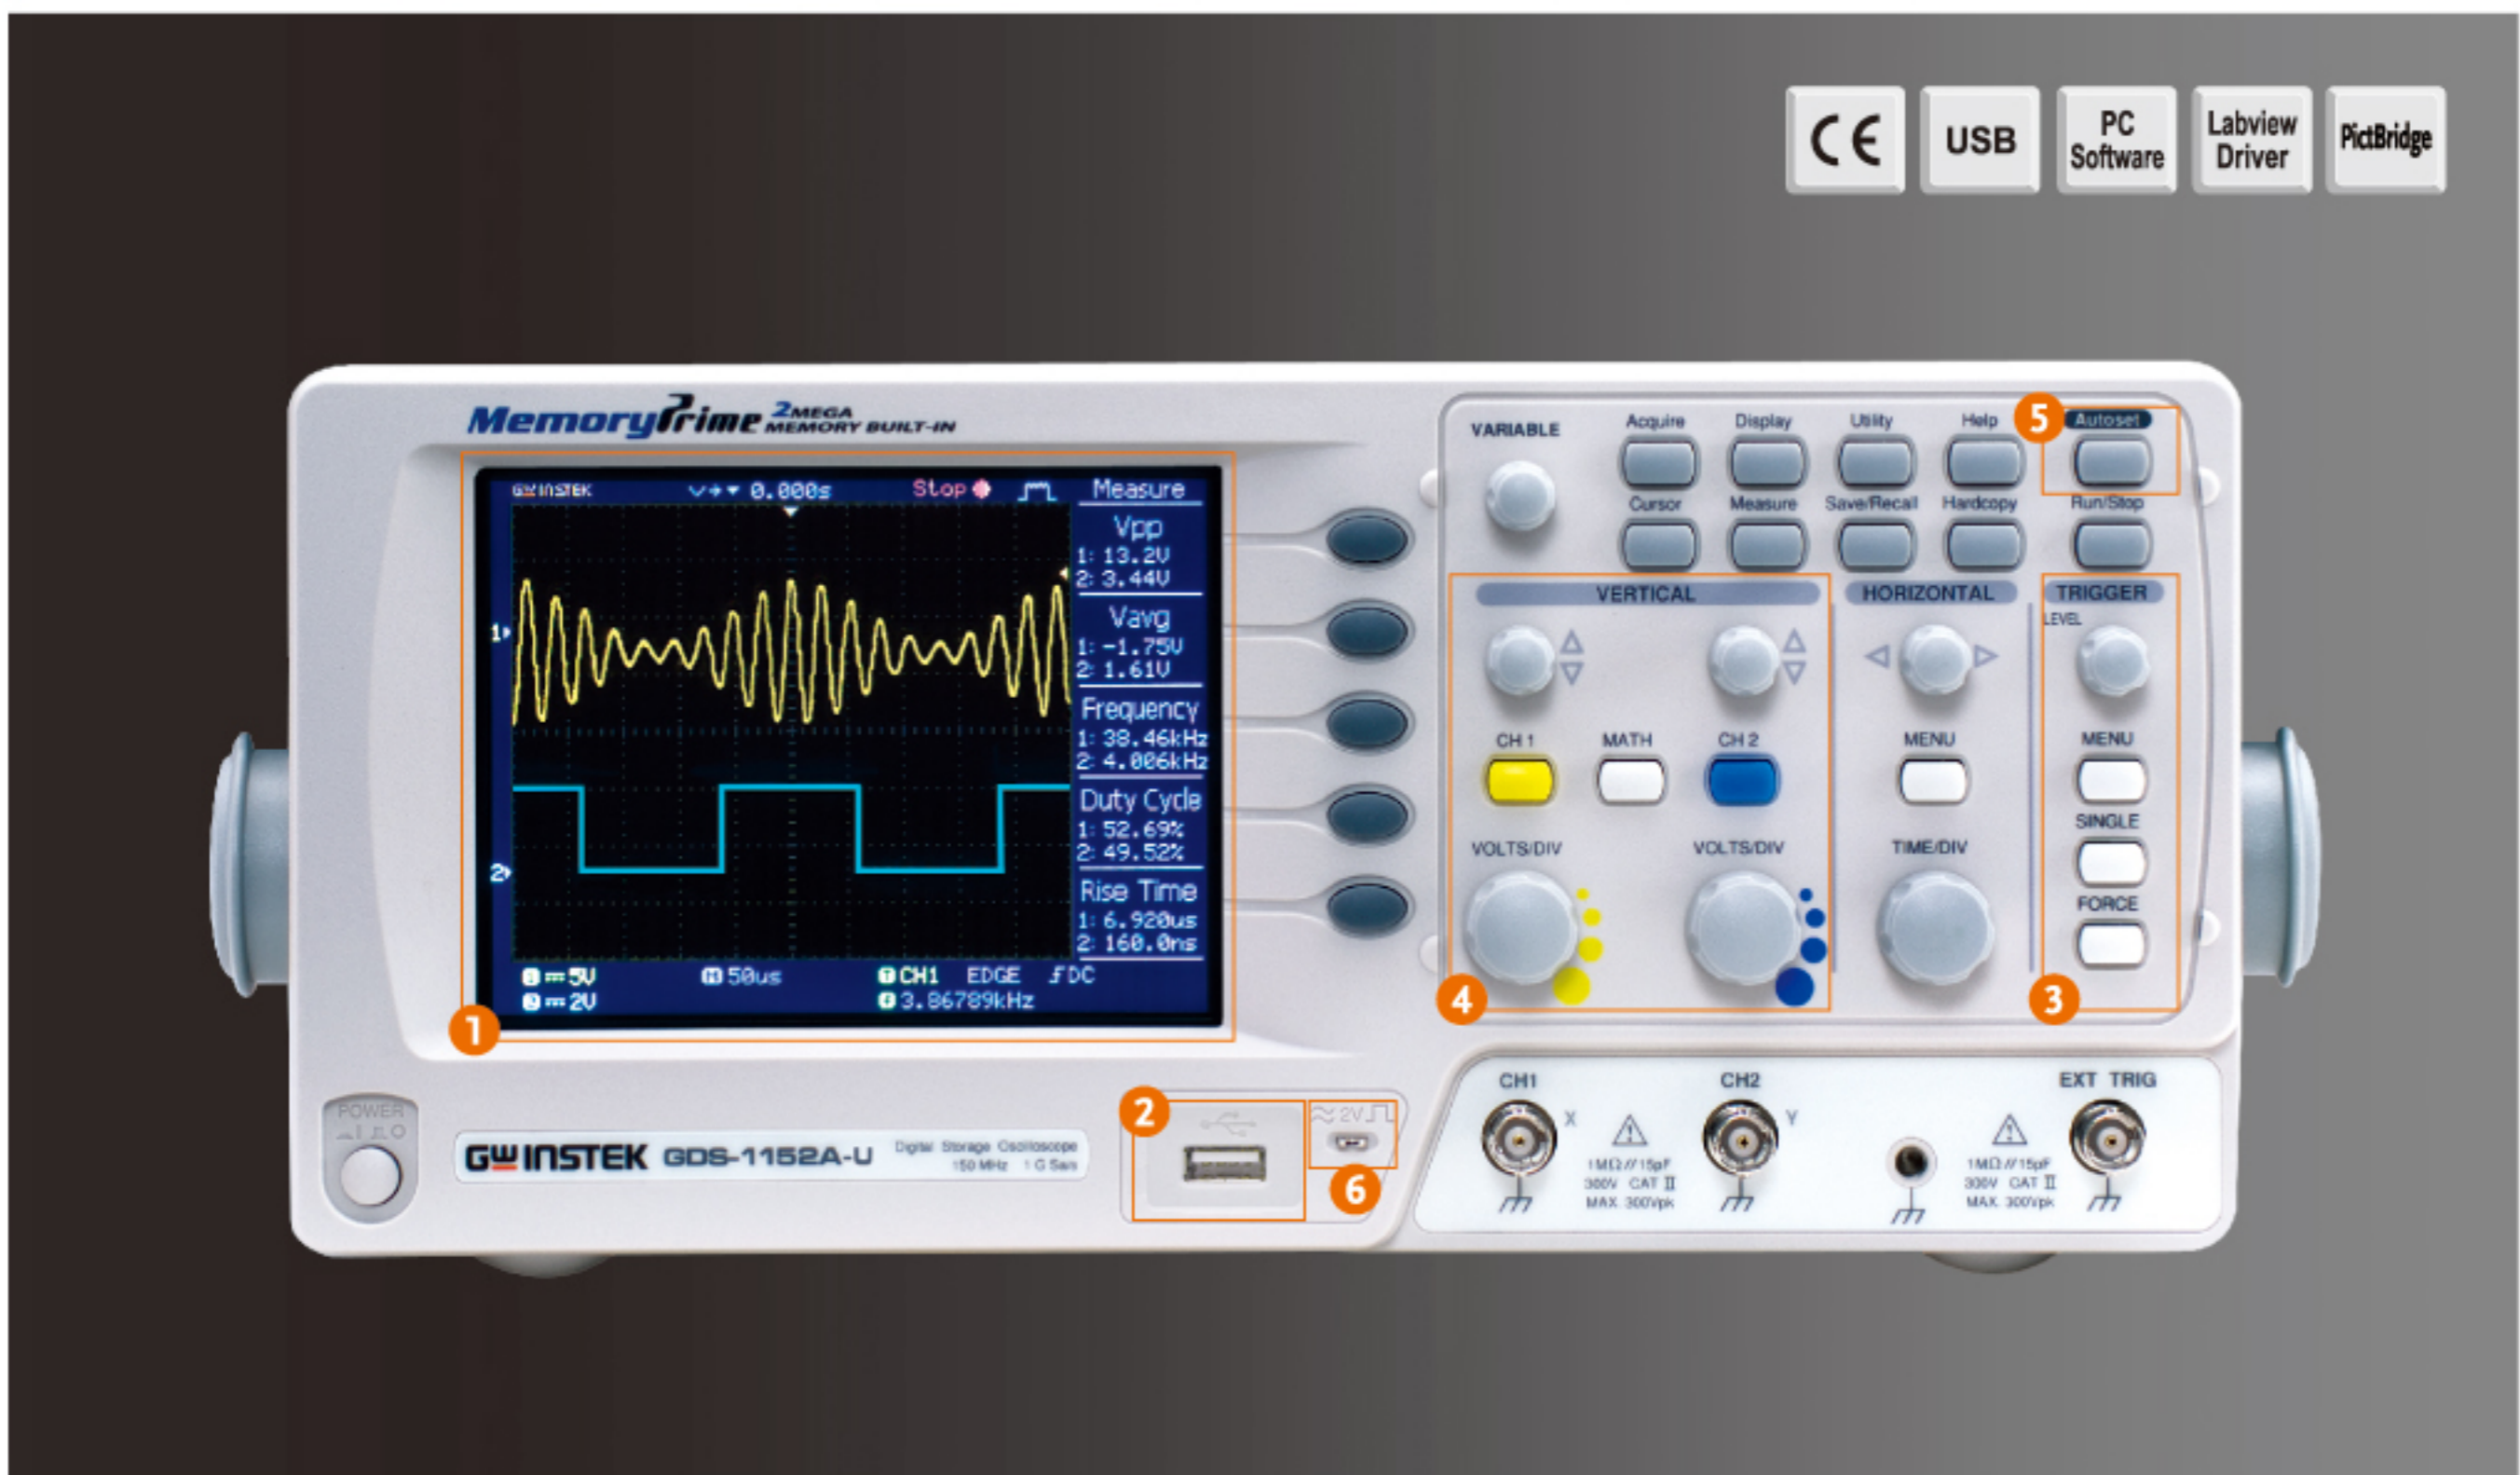 CE
USB
PC
Software
Labview
Driver
PictBridge
MemoryPrime 2 MEGA
MEMORY BUILT-IN
GW INSTEK 0.000s Stop Measure
Vpp
1: 13.2V
2: 3.44V
Vavg
1: -1.75V
2: 1.61V
Frequency
1: 38.46kHz
2: 4.006kHz
Duty Cycle
1: 52.69%
2: 49.52%
Rise Time
1: 6.920us
2: 160.0ns
1
2
1 5V 50us CH1 EDGE DC
2 2V 3.86789kHz
1
VARIABLE
Acquire Display Utility Help 5 Autoset
Cursor Measure Save/Recall Hardcopy Run/Stop
VERTICAL HORIZONTAL TRIGGER
LEVEL
CH 1 MATH CH 2 MENU MENU
SINGLE
VOLTS/DIV VOLTS/DIV TIME/DIV
FORCE
4 3
POWER
I O
GW INSTEK GDS-1152A-U Digital Storage Oscilloscope
150 MHz 1 G Sa/s
2
≈ 2V
6
CH1 CH2 EXT TRIG
X Y
1MΩ // 15pF
300V CAT II
MAX. 300Vpk
1MΩ // 15pF
300V CAT II
MAX. 300Vpk